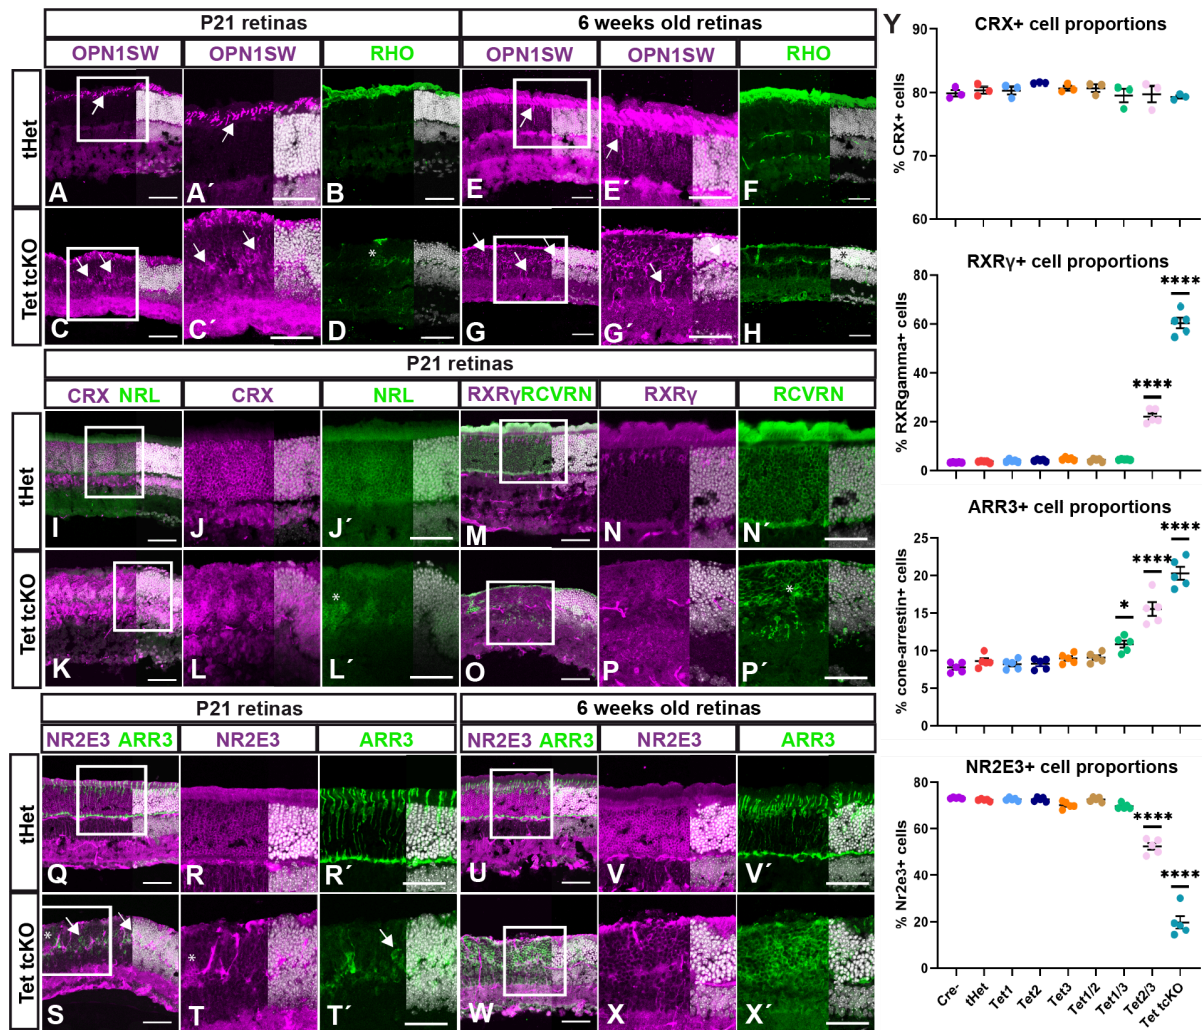 P21 retinas
6 weeks old retinas
OPN1SW
OPN1SW
RHO
OPN1SW
OPN1SW
RHO
tHet
A
A´
B
E
E´
F
Tet tcKO
C
C´
*
D
G
G´
*
H
P21 retinas
CRX NRL
CRX
NRL
RXRγRCVRN
RXRγ
RCVRN
tHet
I
J
J´
M
N
N´
Tet tcKO
K
L
*
L´
O
P
*
P´
P21 retinas
6 weeks old retinas
NR2E3 ARR3
NR2E3
ARR3
NR2E3 ARR3
NR2E3
ARR3
tHet
Q
R
R´
U
V
V´
Tet tcKO
*
S
*
T
T´
W
X
X´
Y
CRX+ cell proportions
% CRX+ cells
90
80
70
60
RXRγ+ cell proportions
% RXRgamma+ cells
80
60
40
20
0
****
****
ARR3+ cell proportions
% cone-arrestin+ cells
25
20
15
10
5
0
*
****
****
NR2E3+ cell proportions
% Nr2e3+ cells
80
60
40
20
0
****
****
Cre-
tHet
Tet1
Tet2
Tet3
Tet1/2
Tet1/3
Tet2/3
Tet tcKO